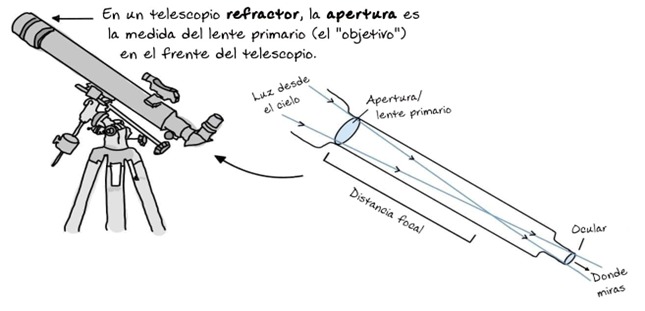 En un telescopio refractor, la apertura es
la medida del lente primario (el "objetivo")
en el frente del telescopio.
Luz desde
el cielo
Apertura/
lente primario
Distancia focal
Ocular
Donde
miras